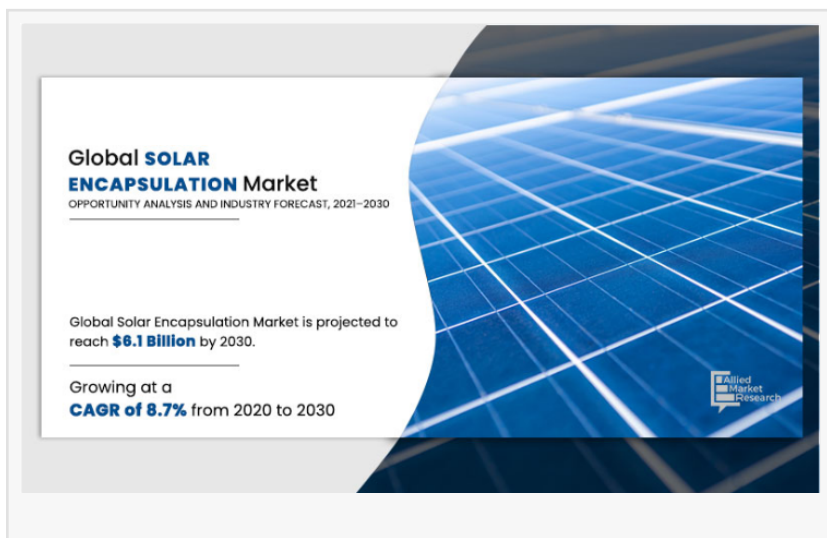 Global SOLAR
ENCAPSULATION Market
OPPORTUNITY ANALYSIS AND INDUSTRY FORECAST, 2021-2030
Global Solar Encapsulation Market is projected to
reach $6.1 Billion by 2030.
Growing at a
CAGR of 8.7% from 2020 to 2030
Allied
Market
Research